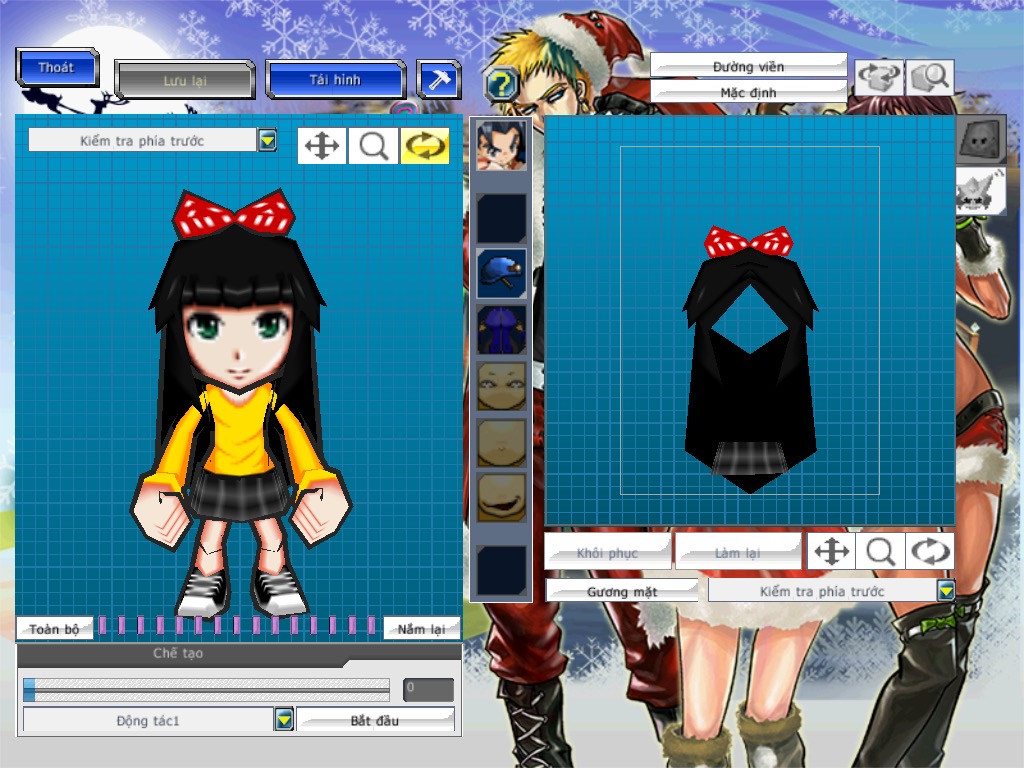 Thoát
Lưu lại
Tải hình
Đường viền
Mặc định
Kiểm tra phía trước
Khôi phục
Làm lại
Gương mặt
Kiểm tra phía trước
Toàn bộ
Nắm lại
Chế tạo
0
Động tác1
Bắt đầu